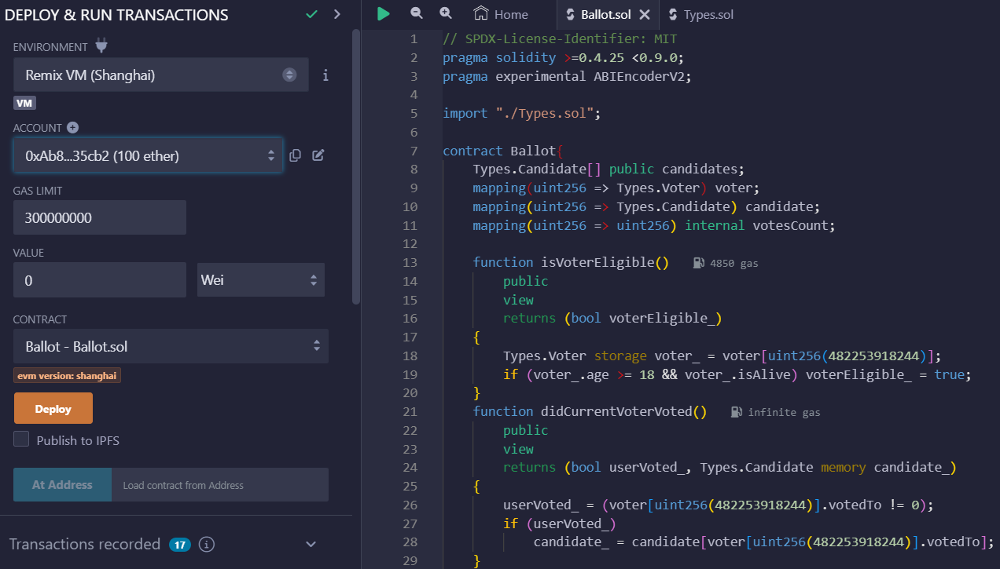 DEPLOY & RUN TRANSACTIONS
ENVIRONMENT
Remix VM (Shanghai)
VM
ACCOUNT
0xAb8...35cb2 (100 ether)
GAS LIMIT
300000000
VALUE
0
Wei
CONTRACT
Ballot - Ballot.sol
evm version: shanghai
Deploy
Publish to IPFS
At Address
Load contract from Address
Transactions recorded 17 i
Home
Ballot.sol
Types.sol
1 // SPDX-License-Identifier: MIT
2 pragma solidity >=0.4.25 <0.9.0;
3 pragma experimental ABIEncoderV2;
4
5 import "./Types.sol";
6
7 contract Ballot{
8 Types.Candidate[] public candidates;
9 mapping(uint256 => Types.Voter) voter;
10 mapping(uint256 => Types.Candidate) candidate;
11 mapping(uint256 => uint256) internal votesCount;
12
13 function isVoterEligible() 4850 gas
14 public
15 view
16 returns (bool voterEligible_)
17 {
18 Types.Voter storage voter_ = voter[uint256(482253918244)];
19 if (voter_.age >= 18 && voter_.isAlive) voterEligible_ = true;
20 }
21 function didCurrentVoterVoted() infinite gas
22 public
23 view
24 returns (bool userVoted_, Types.Candidate memory candidate_)
25 {
26 userVoted_ = (voter[uint256(482253918244)].votedTo != 0);
27 if (userVoted_)
28 candidate_ = candidate[voter[uint256(482253918244)].votedTo];
29 }